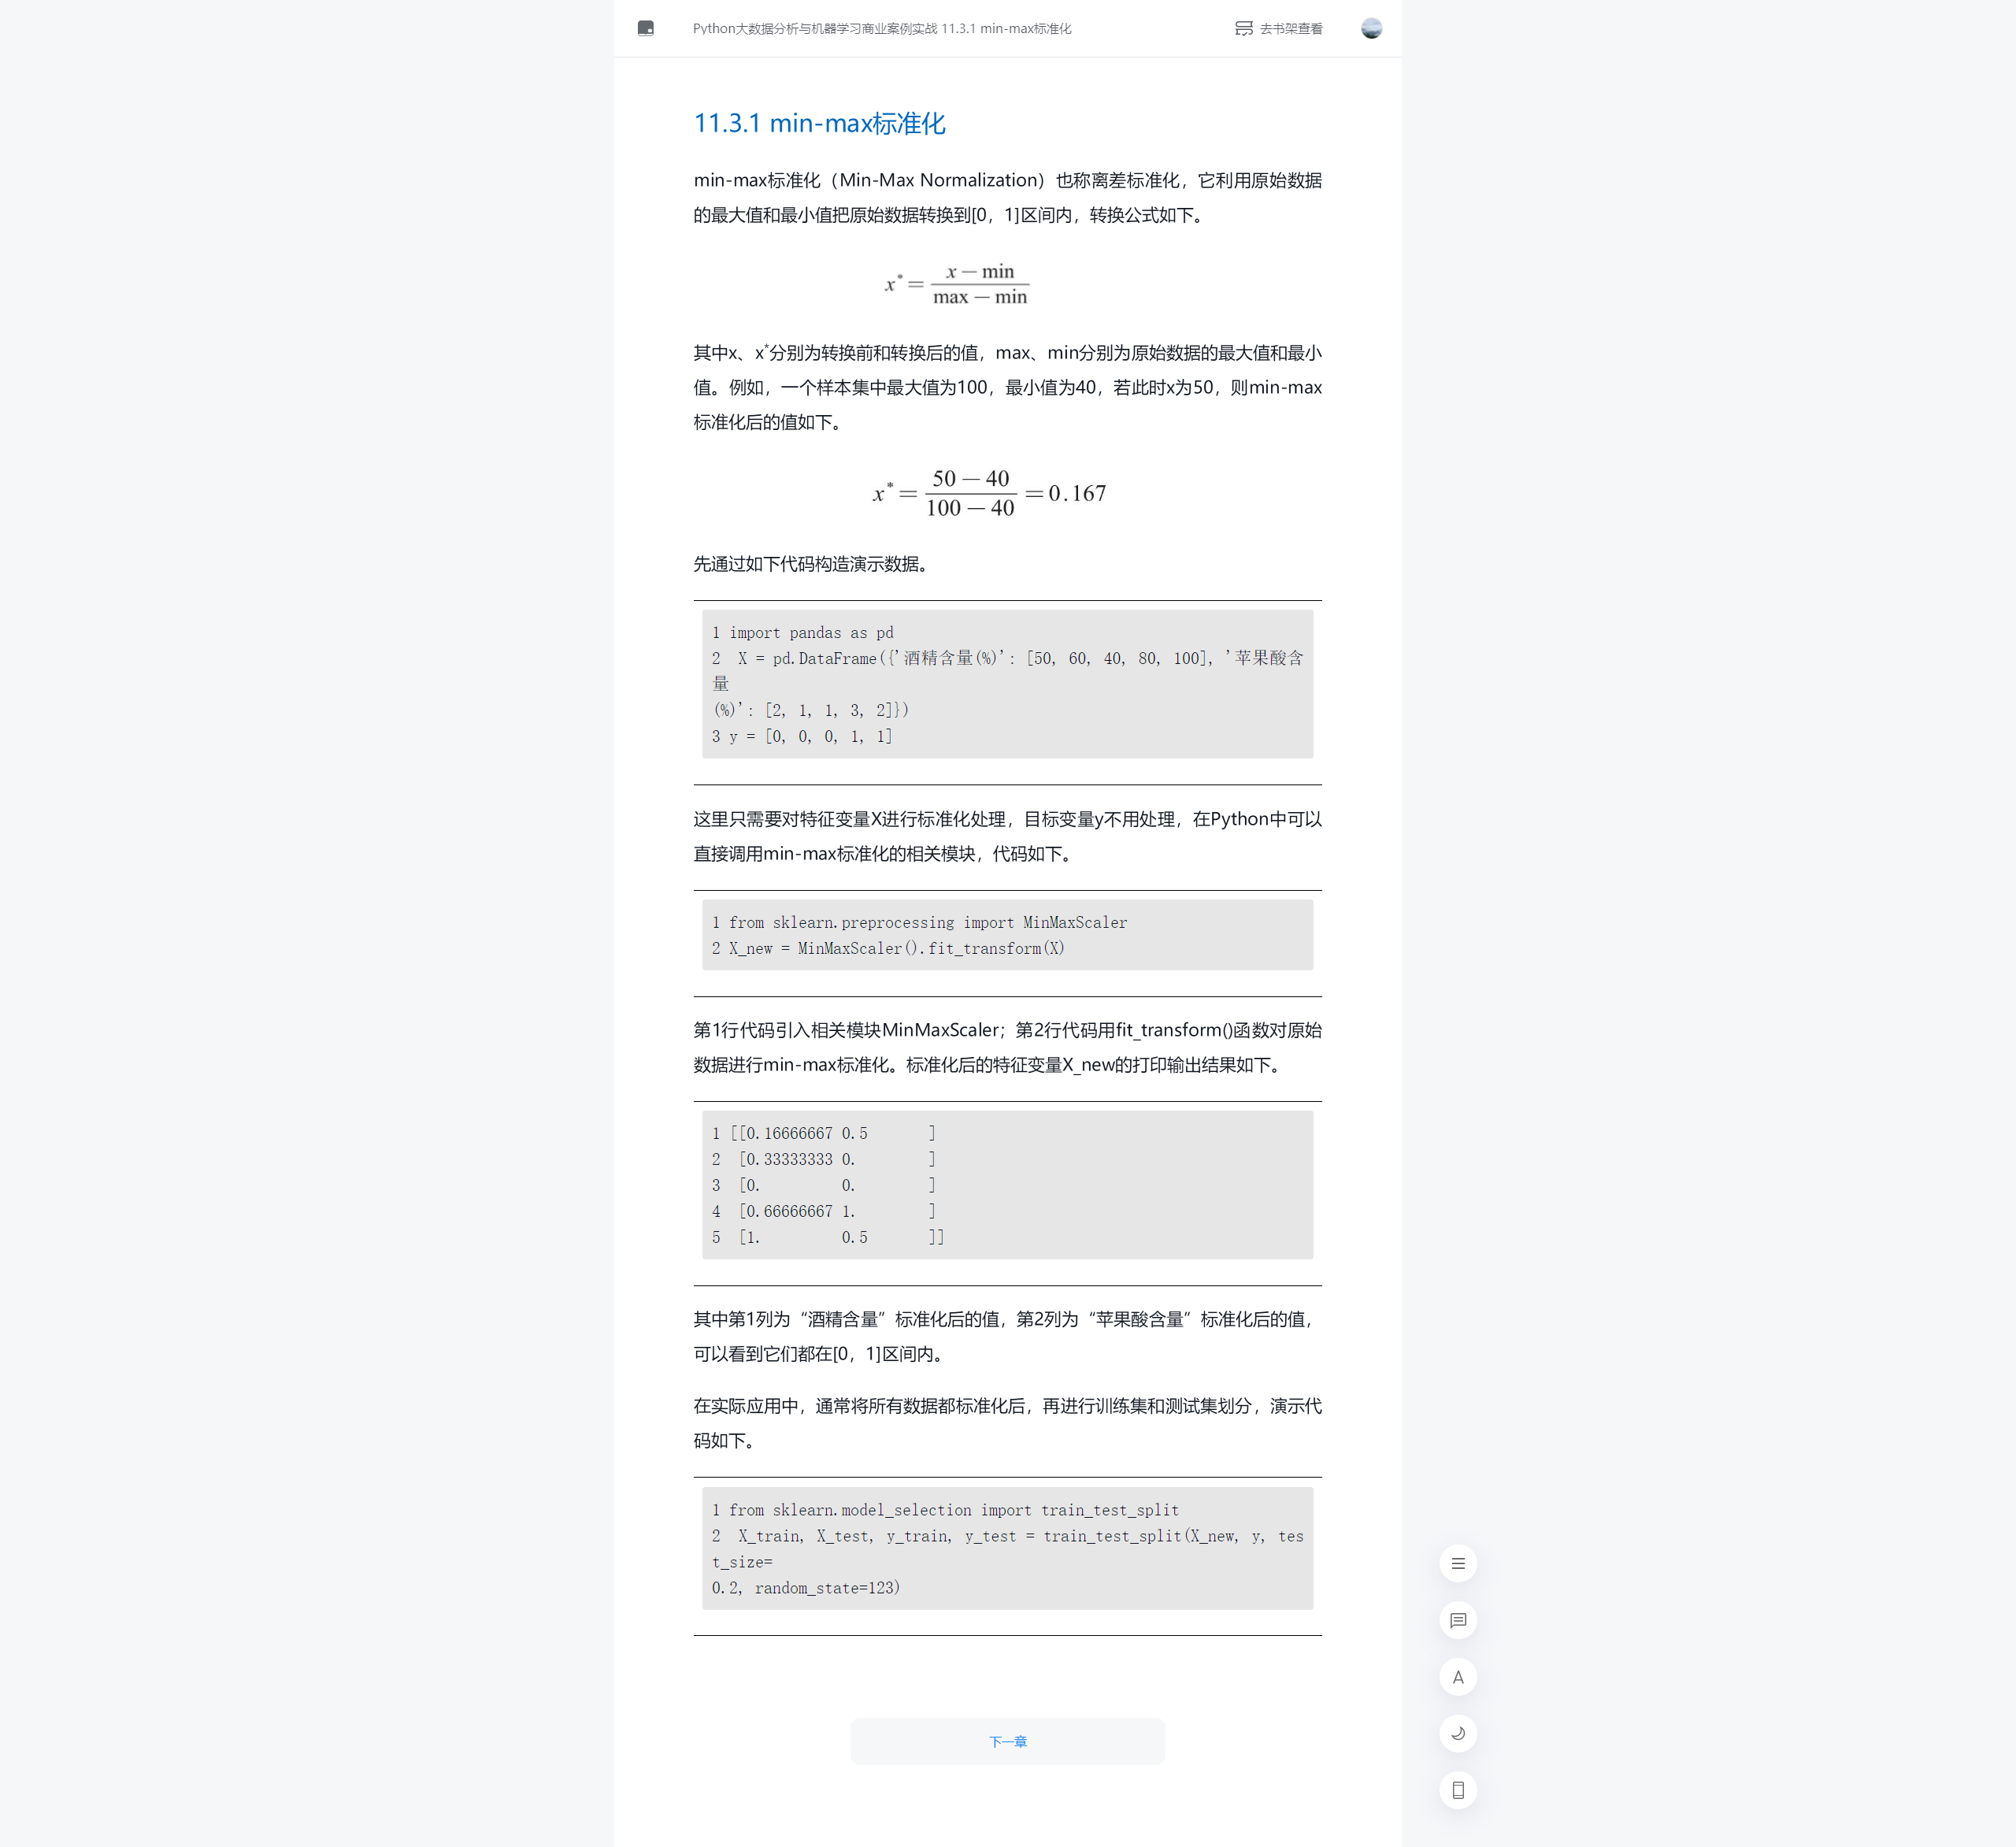 Python大数据分析与机器学习商业案例实战 11.3.1 min-max标准化
去书架查看
11.3.1 min-max标准化
min-max标准化（Min-Max Normalization）也称离差标准化，它利用原始数据
的最大值和最小值把原始数据转换到[0，1]区间内，转换公式如下。
x* = (x − min) / (max − min)
其中x、x*分别为转换前和转换后的值，max、min分别为原始数据的最大值和最小
值。例如，一个样本集中最大值为100，最小值为40，若此时x为50，则min-max
标准化后的值如下。
x* = (50 − 40) / (100 − 40) = 0.167
先通过如下代码构造演示数据。
1 import pandas as pd
2  X = pd.DataFrame({'酒精含量(%)': [50, 60, 40, 80, 100], '苹果酸含
量
(%)': [2, 1, 1, 3, 2]})
3 y = [0, 0, 0, 1, 1]
这里只需要对特征变量X进行标准化处理，目标变量y不用处理，在Python中可以
直接调用min-max标准化的相关模块，代码如下。
1 from sklearn.preprocessing import MinMaxScaler
2 X_new = MinMaxScaler().fit_transform(X)
第1行代码引入相关模块MinMaxScaler；第2行代码用fit_transform()函数对原始
数据进行min-max标准化。标准化后的特征变量X_new的打印输出结果如下。
1 [[0.16666667 0.5       ]
2  [0.33333333 0.        ]
3  [0.         0.        ]
4  [0.66666667 1.        ]
5  [1.         0.5       ]]
其中第1列为“酒精含量”标准化后的值，第2列为“苹果酸含量”标准化后的值，
可以看到它们都在[0，1]区间内。
在实际应用中，通常将所有数据都标准化后，再进行训练集和测试集划分，演示代
码如下。
1 from sklearn.model_selection import train_test_split
2  X_train, X_test, y_train, y_test = train_test_split(X_new, y, tes
t_size=
0.2, random_state=123)
A
下一章